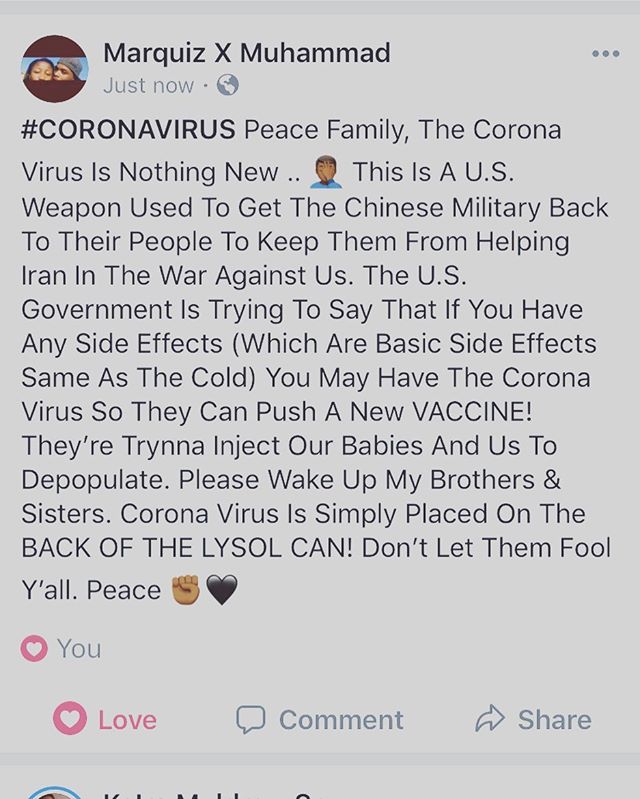 Marquiz X Muhammad
Just now ·
#CORONAVIRUS Peace Family, The Corona
Virus Is Nothing New .. 🤦🏾‍♂️ This Is A U.S.
Weapon Used To Get The Chinese Military Back
To Their People To Keep Them From Helping
Iran In The War Against Us. The U.S.
Government Is Trying To Say That If You Have
Any Side Effects (Which Are Basic Side Effects
Same As The Cold) You May Have The Corona
Virus So They Can Push A New VACCINE!
They're Trynna Inject Our Babies And Us To
Depopulate. Please Wake Up My Brothers &
Sisters. Corona Virus Is Simply Placed On The
BACK OF THE LYSOL CAN! Don't Let Them Fool
Y'all. Peace ✊🏾🖤
You
Love Comment Share